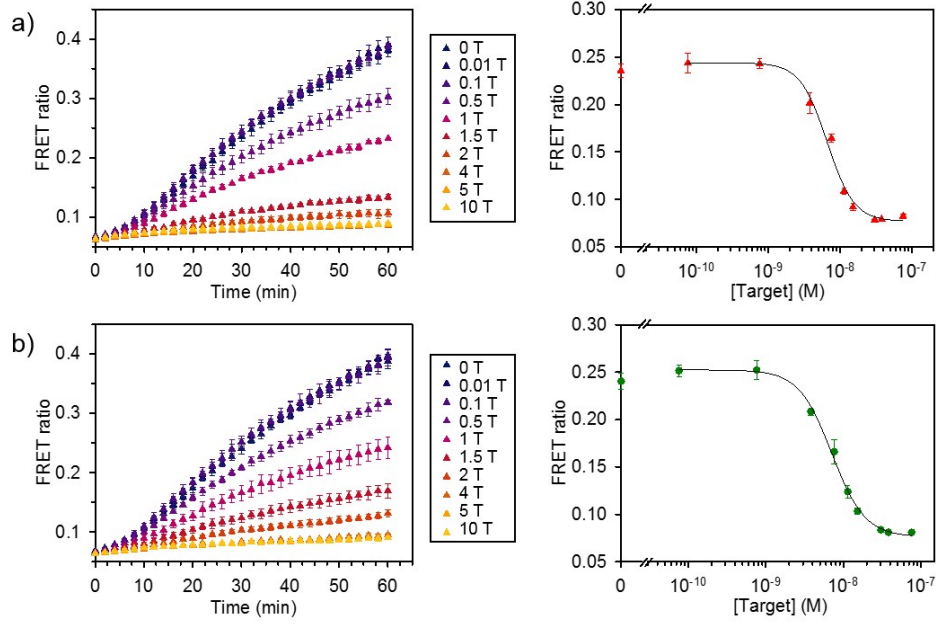 a)
FRET ratio
0.4
0.3
0.2
0.1
0 10 20 30 40 50 60
Time (min)
0 T
0.01 T
0.1 T
0.5 T
1 T
1.5 T
2 T
4 T
5 T
10 T
FRET ratio
0.30
0.25
0.20
0.15
0.10
0.05
0 10⁻¹⁰ 10⁻⁹ 10⁻⁸ 10⁻⁷
[Target] (M)
b)
FRET ratio
0.4
0.3
0.2
0.1
0 10 20 30 40 50 60
Time (min)
0 T
0.01 T
0.1 T
0.5 T
1 T
1.5 T
2 T
4 T
5 T
10 T
FRET ratio
0.30
0.25
0.20
0.15
0.10
0.05
0 10⁻¹⁰ 10⁻⁹ 10⁻⁸ 10⁻⁷
[Target] (M)